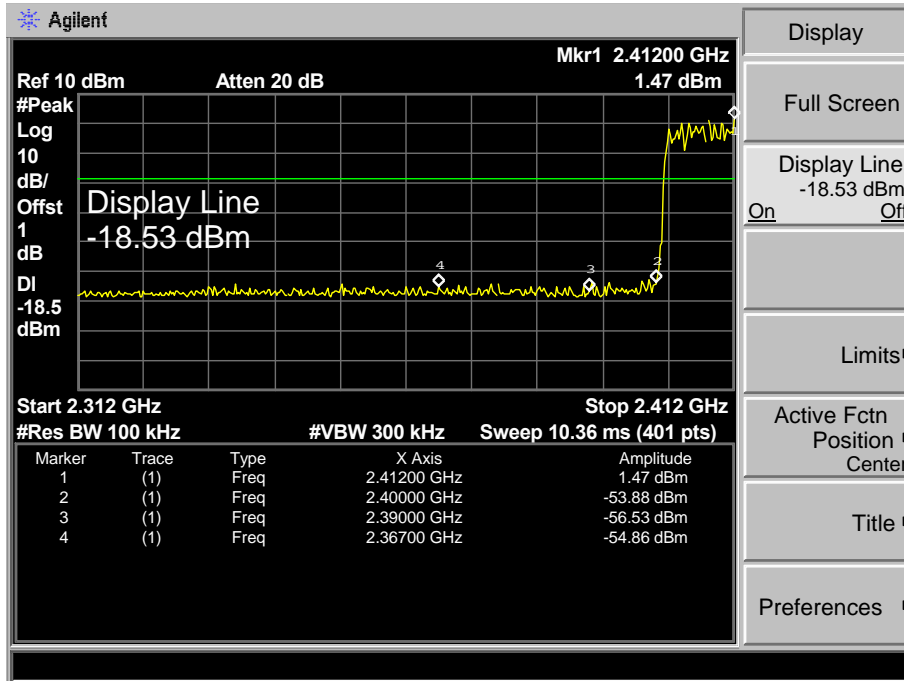 Agilent
Mkr1 2.41200 GHz
Ref 10 dBm Atten 20 dB 1.47 dBm
#Peak
Log
10
dB/
Offst
1
dB
DI
-18.5
dBm
Display Line
-18.53 dBm
1
2
3
4
Start 2.312 GHz Stop 2.412 GHz
#Res BW 100 kHz #VBW 300 kHz Sweep 10.36 ms (401 pts)
Marker Trace Type X Axis Amplitude
1 (1) Freq 2.41200 GHz 1.47 dBm
2 (1) Freq 2.40000 GHz -53.88 dBm
3 (1) Freq 2.39000 GHz -56.53 dBm
4 (1) Freq 2.36700 GHz -54.86 dBm
Display
Full Screen
Display Line
-18.53 dBm
On Off
Limits
Active Fctn
Position
Center
Title
Preferences